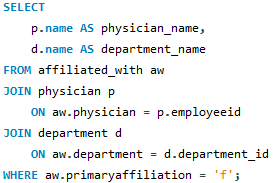 SELECT
    p.name AS physician_name,
    d.name AS department_name
FROM affiliated_with aw
JOIN physician p
    ON aw.physician = p.employeeid
JOIN department d
    ON aw.department = d.department_id
WHERE aw.primaryaffiliation = 'f';